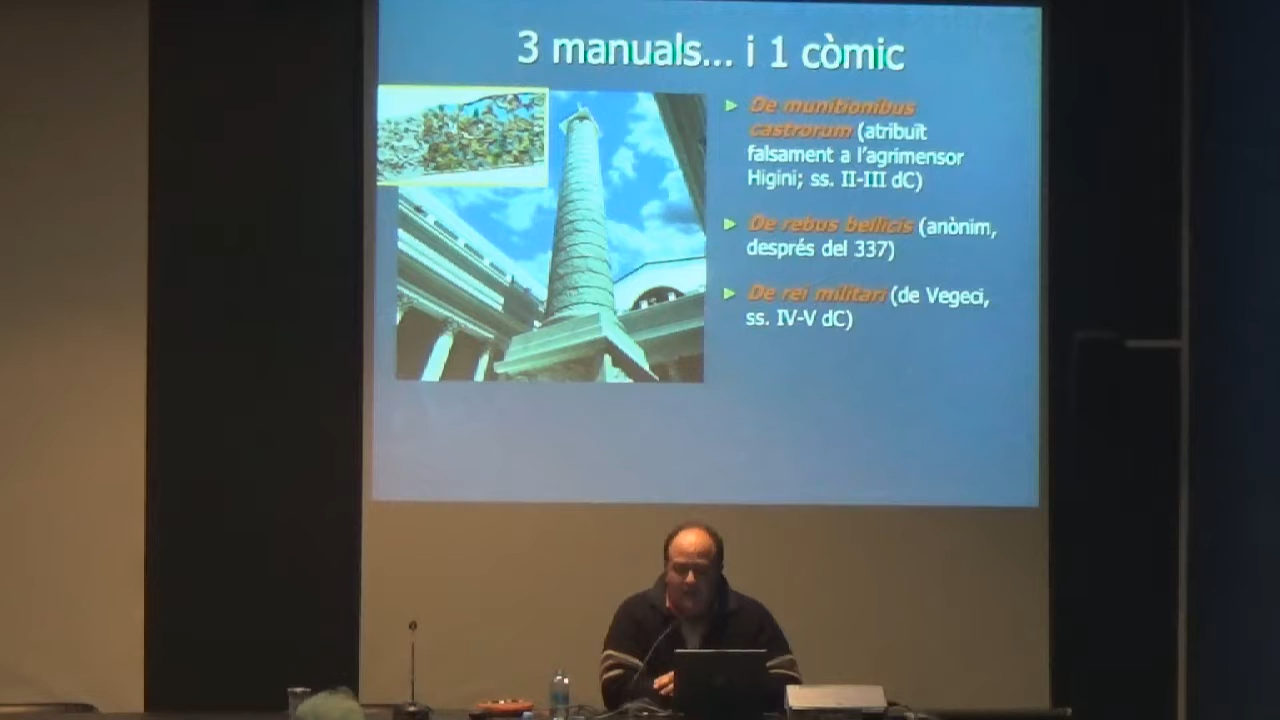 3 manuals... i 1 còmic
De munitionibus
castrorum (atribuït
falsament a l'agrimensor
Higini; ss. II-III dC)
De rebus bellicis (anònim,
després del 337)
De rei militari (de Vegeci,
ss. IV-V dC)